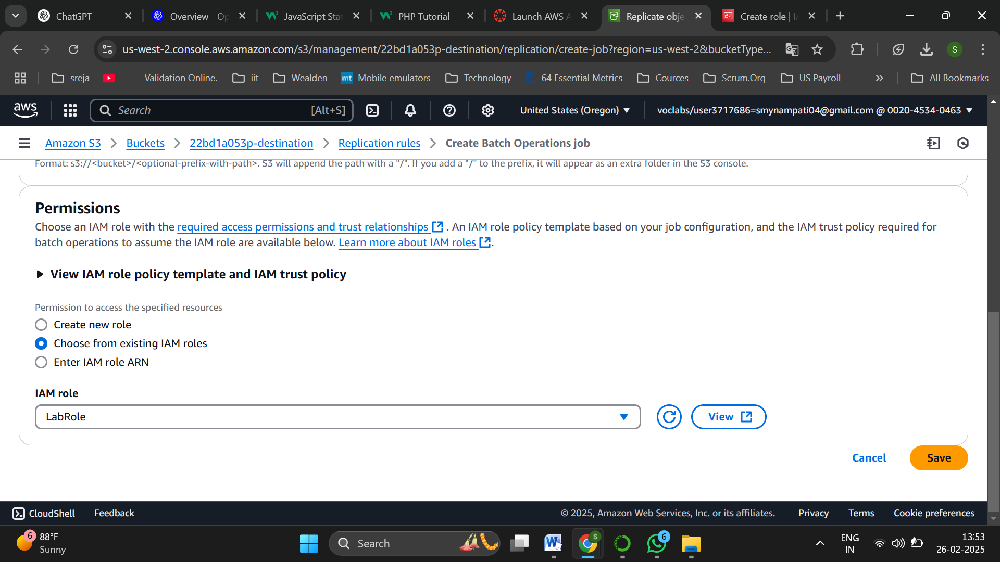 ChatGPT
Overview - Op
JavaScript Stat
PHP Tutorial
Launch AWS A
Replicate obje
Create role | IA
us-west-2.console.aws.amazon.com/s3/management/22bd1a053p-destination/replication/create-job?region=us-west-2&bucketType...
S
sreja
Validation Online.
iit
Wealden
mt Mobile emulators
Technology
64 Essential Metrics
Cources
Scrum.Org
US Payroll
All Bookmarks
aws
Search
[Alt+S]
United States (Oregon)
voclabs/user3717686=smynampati04@gmail.com @ 0020-4534-0463
Amazon S3
Buckets
22bd1a053p-destination
Replication rules
Create Batch Operations job
Format: s3://<bucket>/<optional-prefix-with-path>. S3 will append the path with a "/". If you add a "/" to the prefix, it will appear as an extra folder in the S3 console.
Permissions
Choose an IAM role with the required access permissions and trust relationships . An IAM role policy template based on your job configuration, and the IAM trust policy required for
batch operations to assume the IAM role are available below. Learn more about IAM roles .
View IAM role policy template and IAM trust policy
Permission to access the specified resources
Create new role
Choose from existing IAM roles
Enter IAM role ARN
IAM role
LabRole
View
Cancel
Save
CloudShell
Feedback
© 2025, Amazon Web Services, Inc. or its affiliates.
Privacy
Terms
Cookie preferences
6
88°F
Sunny
Search
S
6
ENG
IN
13:53
26-02-2025